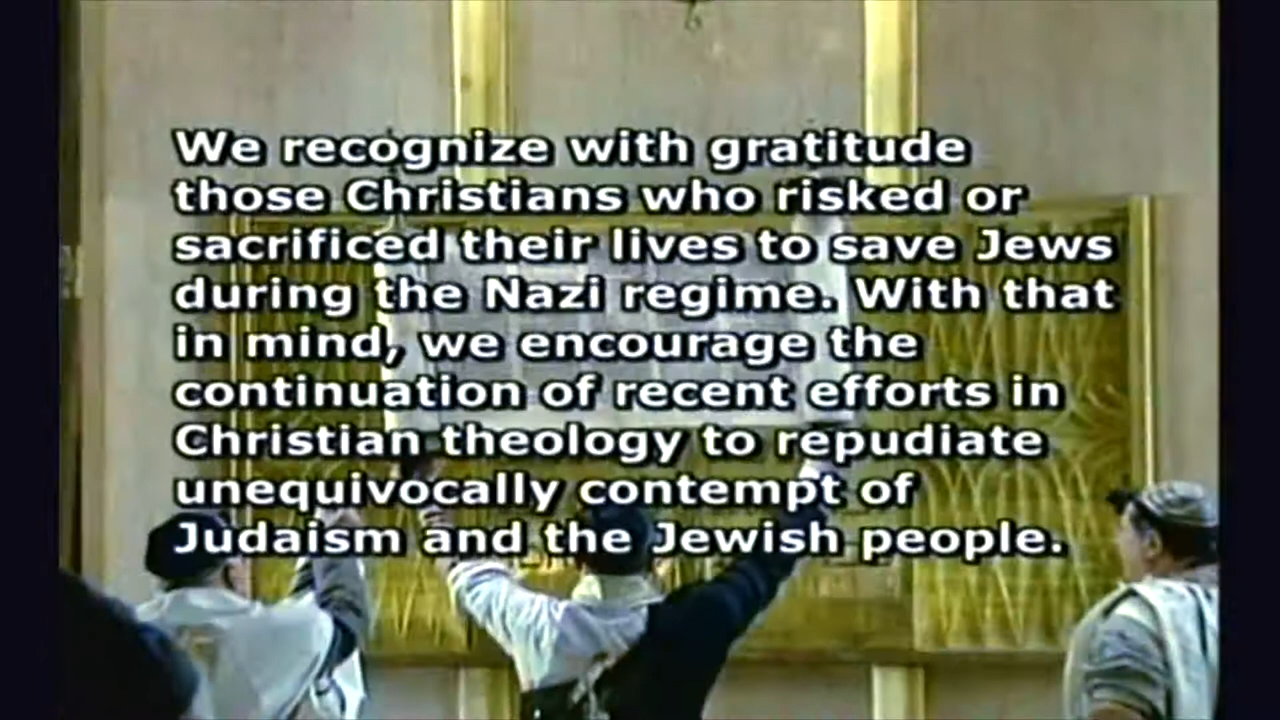 We recognize with gratitude
those Christians who risked or
sacrificed their lives to save Jews
during the Nazi regime. With that
in mind, we encourage the
continuation of recent efforts in
Christian theology to repudiate
unequivocally contempt of
Judaism and the Jewish people.